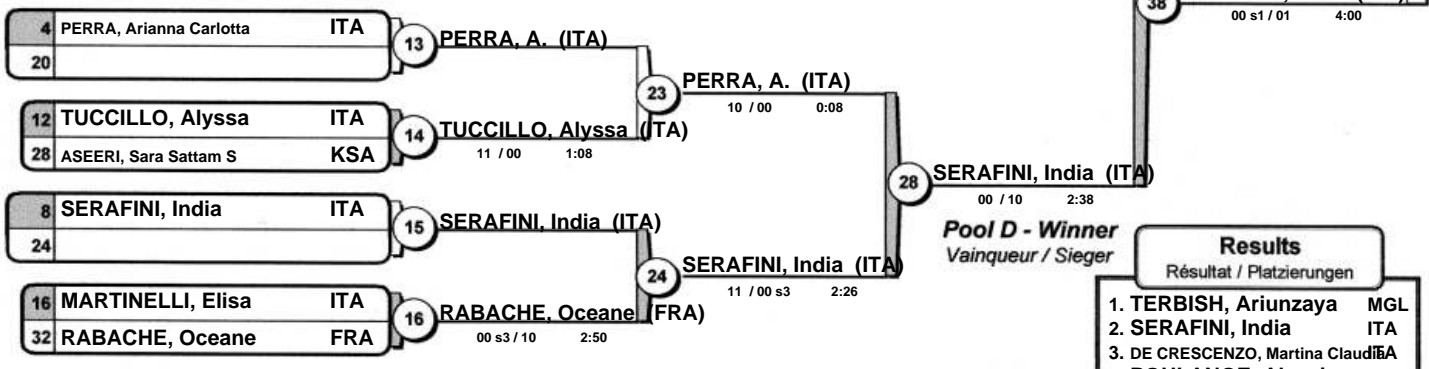 38
00 s1 / 01 4:00
4 PERRA, Arianna Carlotta ITA
20
13 PERRA, A. (ITA)
23 PERRA, A. (ITA)
10 / 00 0:08
12 TUCCILLO, Alyssa ITA
28 ASEERI, Sara Sattam S KSA
14 TUCCILLO, Alyssa (ITA)
11 / 00 1:08
28 SERAFINI, India (ITA)
00 / 10 2:38
8 SERAFINI, India ITA
24
15 SERAFINI, India (ITA)
24 SERAFINI, India (ITA)
11 / 00 s3 2:26
16 MARTINELLI, Elisa ITA
32 RABACHE, Oceane FRA
16 RABACHE, Oceane (FRA)
00 s3 / 10 2:50
Pool D - Winner
Vainqueur / Sieger
Results
Résultat / Platzierungen
1. TERBISH, Ariunzaya MGL
2. SERAFINI, India ITA
3. DE CRESCENZO, Martina Claudia ITA